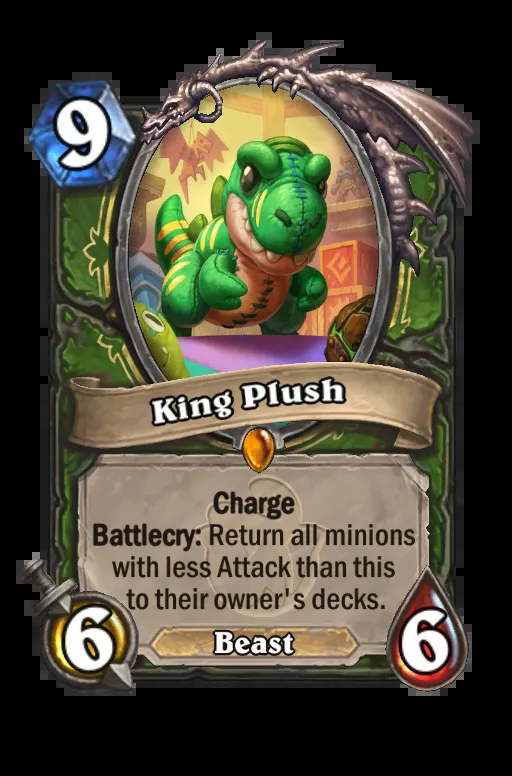 9
King Plush
Charge
Battlecry: Return all minions
with less Attack than this
to their owner's decks.
6
Beast
6